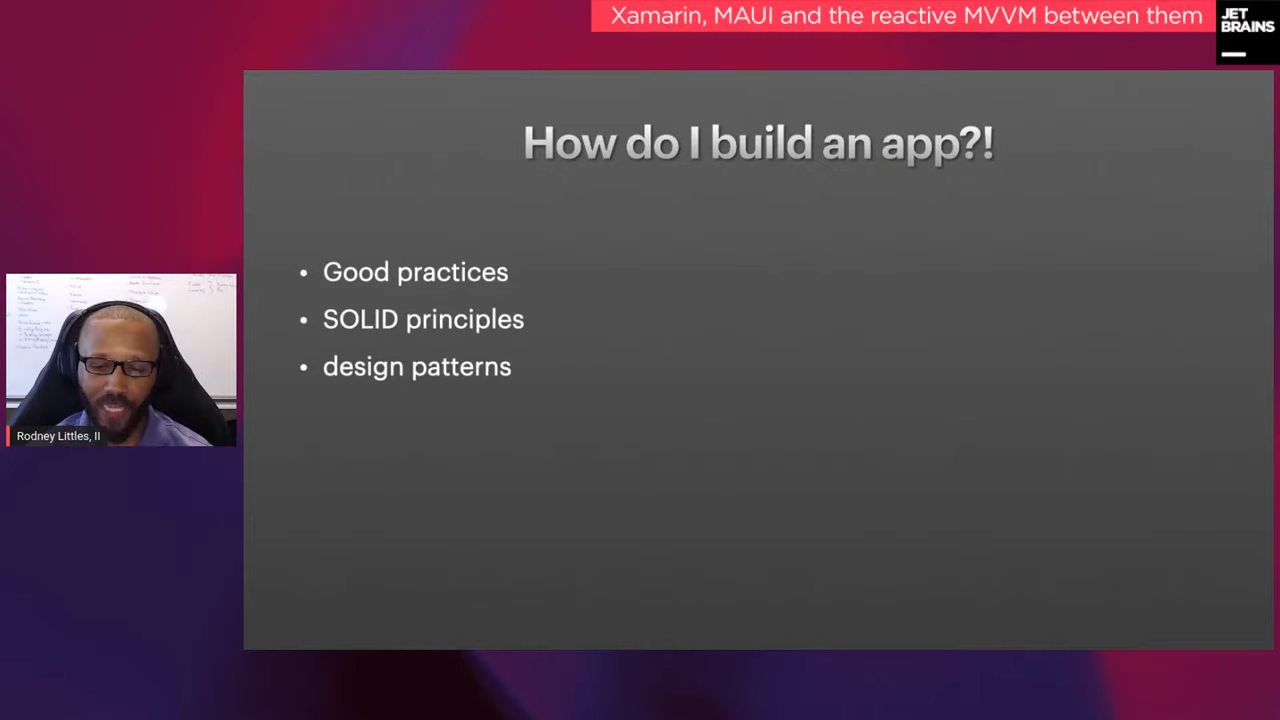 Xamarin, MAUI and the reactive MVVM between them
JET
BRAINS
How do I build an app?!
• Good practices
• SOLID principles
• design patterns
Rodney Littles, II